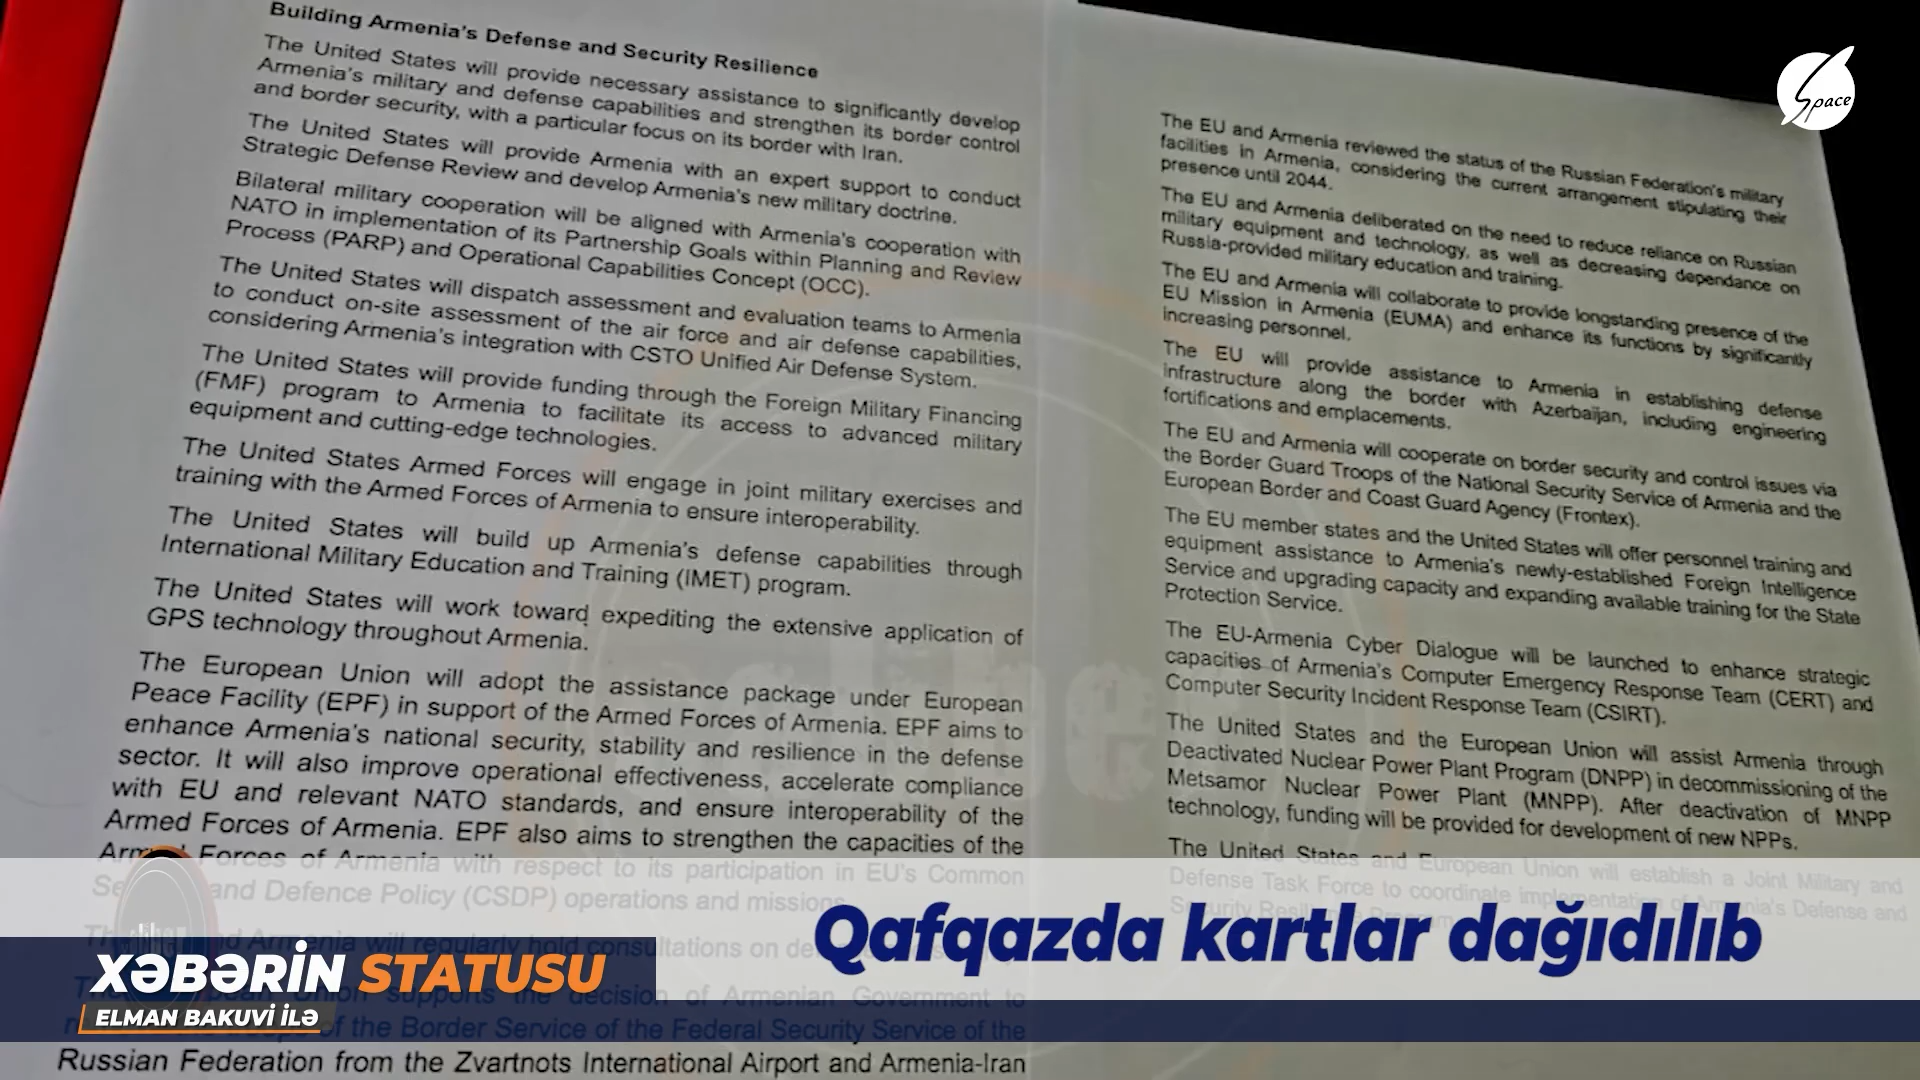 Building Armenia's Defense and Security Resilience
The United States will provide necessary assistance to significantly develop
Armenia's military and defense capabilities and strengthen its border control
and border security, with a particular focus on its border with Iran.
The United States will provide Armenia with an expert support to conduct
Strategic Defense Review and develop Armenia's new military doctrine.
Bilateral military cooperation will be aligned with Armenia's cooperation with
NATO in implementation of its Partnership Goals within Planning and Review
Process (PARP) and Operational Capabilities Concept (OCC).
The United States will dispatch assessment and evaluation teams to Armenia
to conduct on-site assessment of the air force and air defense capabilities,
considering Armenia's integration with CSTO Unified Air Defense System.
The United States will provide funding through the Foreign Military Financing
(FMF) program to Armenia to facilitate its access to advanced military
equipment and cutting-edge technologies.
The United States Armed Forces will engage in joint military exercises and
training with the Armed Forces of Armenia to ensure interoperability.
The United States will build up Armenia's defense capabilities through
International Military Education and Training (IMET) program.
The United States will work toward expediting the extensive application of
GPS technology throughout Armenia.
The European Union will adopt the assistance package under European
Peace Facility (EPF) in support of the Armed Forces of Armenia. EPF aims to
enhance Armenia's national security, stability and resilience in the defense
sector. It will also improve operational effectiveness, accelerate compliance
with EU and relevant NATO standards, and ensure interoperability of the
Armed Forces of Armenia. EPF also aims to strengthen the capacities of the
Forces of Armenia with respect to its participation in EU's Common
and Defence Policy (CSDP) operations and missions
Armenia will regularly hold consultations on
Union supports the decision of Armenian Government to
of the Border Service of the Federal Security Service of the
Russian Federation from the Zvartnots International Airport and Armenia-Iran
The EU and Armenia reviewed the status of the Russian Federation's military
facilities in Armenia, considering the current arrangement stipulating their
presence until 2044.
The EU and Armenia deliberated on the need to reduce reliance on Russian
military equipment and technology, as well as decreasing dependance on
Russia-provided military education and training.
The EU and Armenia will collaborate to provide longstanding presence of the
EU Mission in Armenia (EUMA) and enhance its functions by significantly
increasing personnel.
The EU will provide assistance to Armenia in establishing defense
infrastructure along the border with Azerbaijan, including engineering
fortifications and emplacements.
The EU and Armenia will cooperate on border security and control issues via
the Border Guard Troops of the National Security Service of Armenia and the
European Border and Coast Guard Agency (Frontex).
The EU member states and the United States will offer personnel training and
equipment assistance to Armenia's newly-established Foreign Intelligence
Service and upgrading capacity and expanding available training for the State
Protection Service.
The EU-Armenia Cyber Dialogue will be launched to enhance strategic
capacities of Armenia's Computer Emergency Response Team (CERT) and
Computer Security Incident Response Team (CSIRT).
The United States and the European Union will assist Armenia through
Deactivated Nuclear Power Plant Program (DNPP) in decommissioning of the
Metsamor Nuclear Power Plant (MNPP). After deactivation of MNPP
technology, funding will be provided for development of new NPPs.
The United States and European Union will establish a Joint Military and
Defense Task Force to coordinate implementation of Armenia's Defense and
Space
Qafqazda kartlar dağıdılıb
XƏBƏRİN STATUSU
ELMAN BAKUVİ İLƏ